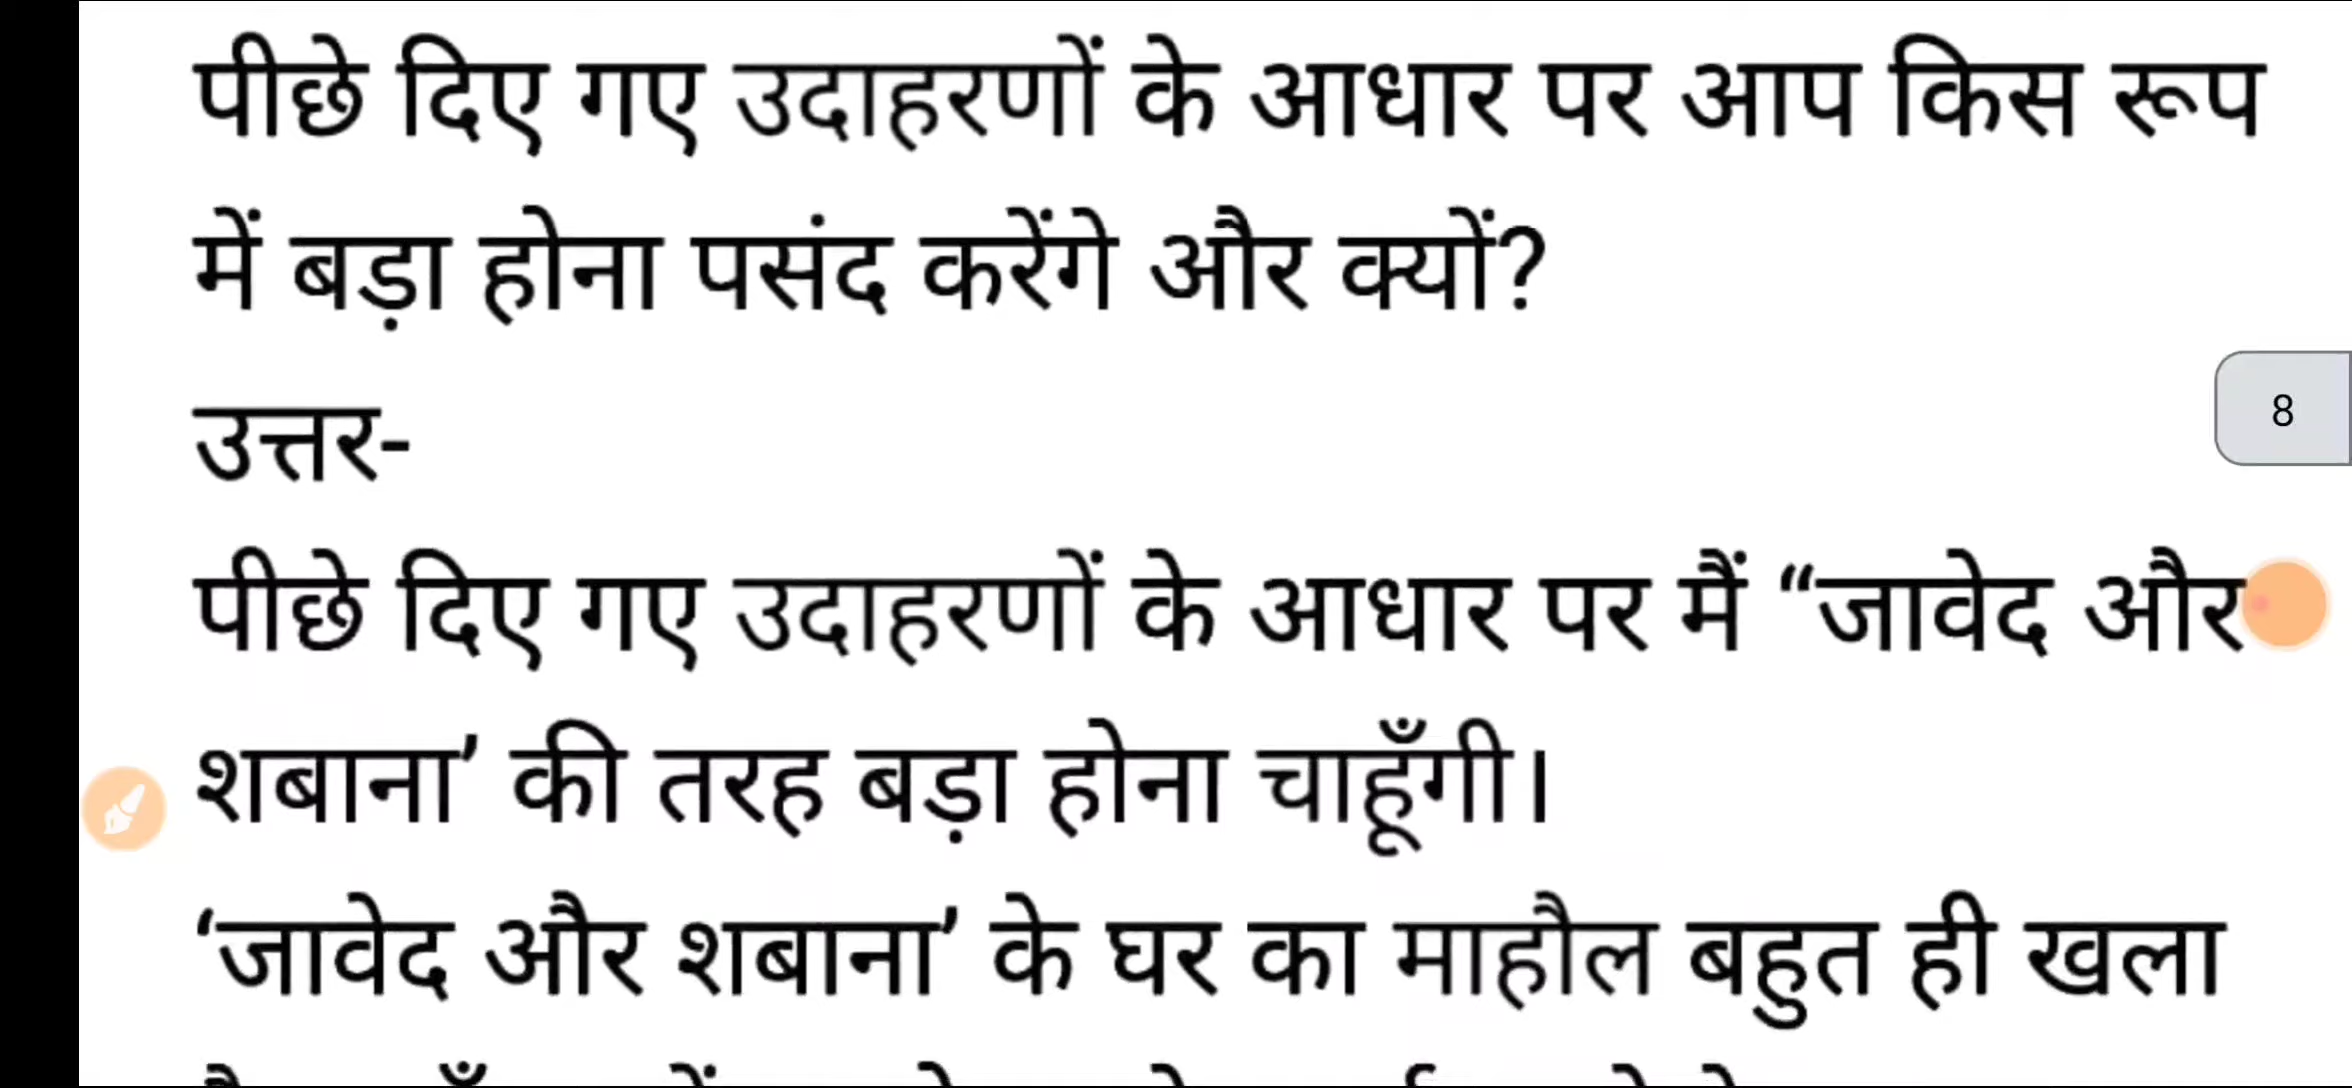 पीछे दिए गए उदाहरणों के आधार पर आप किस रूप
में बड़ा होना पसंद करेंगे और क्यों?
उत्तर-
8
पीछे दिए गए उदाहरणों के आधार पर मैं “जावेद और
शबाना’ की तरह बड़ा होना चाहूँगी।
‘जावेद और शबाना’ के घर का माहौल बहुत ही खला